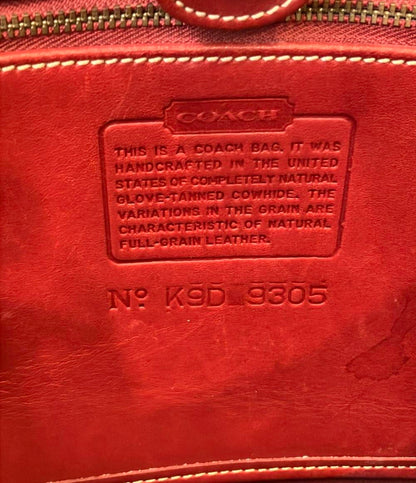 COACH
THIS IS A COACH BAG. IT WAS
HANDCRAFTED IN THE UNITED
STATES OF COMPLETELY NATURAL
GLOVE-TANNED COWHIDE. THE
VARIATIONS IN THE GRAIN ARE
CHARACTERISTIC OF NATURAL
FULL-GRAIN LEATHER.
Nº K9D 9305